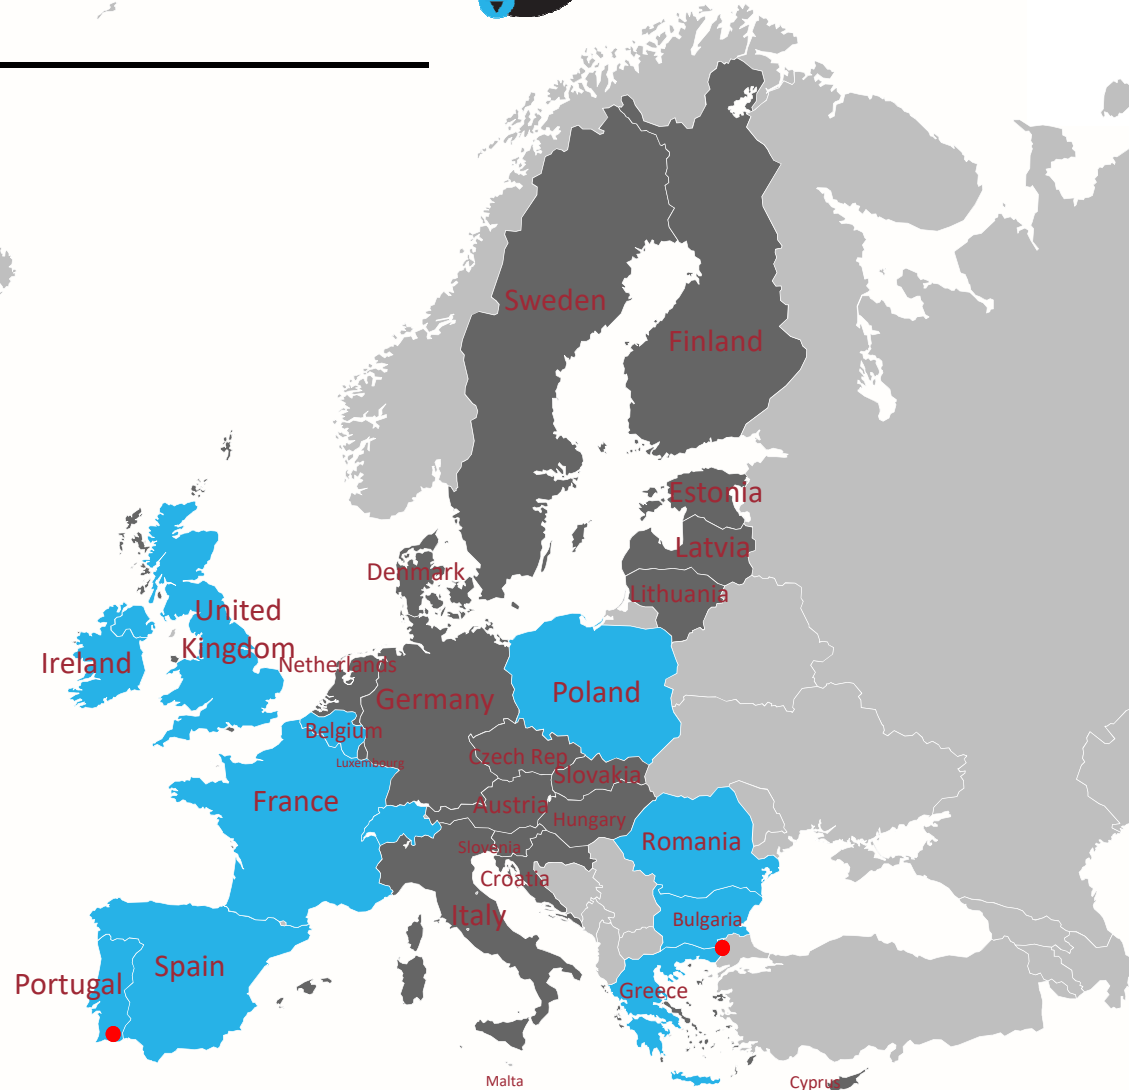 Sweden
Finland
Estonia
Latvia
Denmark
Lithuania
United
Kingdom
Ireland
Netherlands
Germany
Poland
Belgium
Czech Rep
Luxembourg
Slovakia
France
Austria
Hungary
Romania
Slovenia
Croatia
Italy
Bulgaria
Spain
Portugal
Greece
Malta
Cyprus